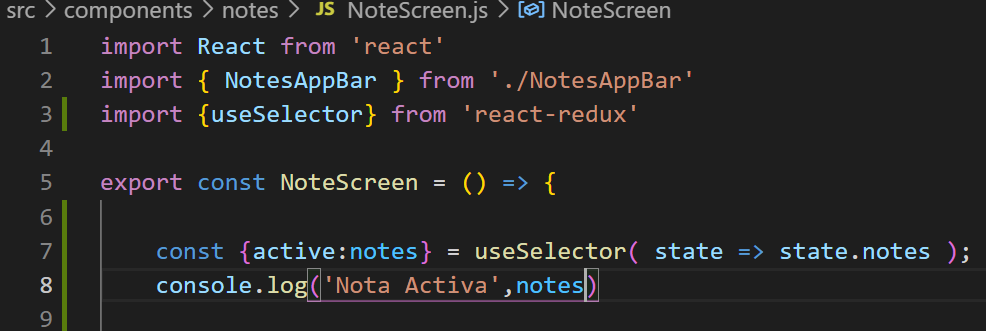 src > components > notes > JS NoteScreen.js > NoteScreen
1 import React from 'react'
2 import { NotesAppBar } from './NotesAppBar'
3 import {useSelector} from 'react-redux'
4
5 export const NoteScreen = () => {
6
7 const {active:notes} = useSelector( state => state.notes );
8 console.log('Nota Activa',notes)
9